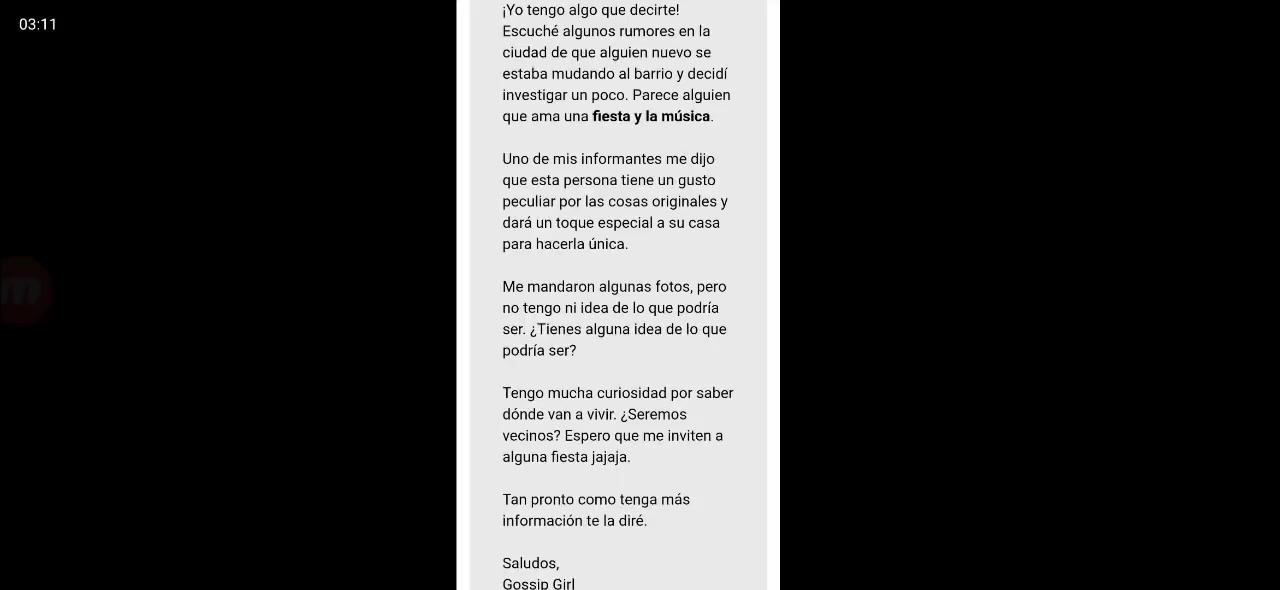 03:11
¡Yo tengo algo que decirte!
Escuché algunos rumores en la
ciudad de que alguien nuevo se
estaba mudando al barrio y decidí
investigar un poco. Parece alguien
que ama una fiesta y la música.
Uno de mis informantes me dijo
que esta persona tiene un gusto
peculiar por las cosas originales y
dará un toque especial a su casa
para hacerla única.
Me mandaron algunas fotos, pero
no tengo ni idea de lo que podría
ser. ¿Tienes alguna idea de lo que
podría ser?
Tengo mucha curiosidad por saber
dónde van a vivir. ¿Seremos
vecinos? Espero que me inviten a
alguna fiesta jajaja.
Tan pronto como tenga más
información te la diré.
Saludos,
Gossip Girl